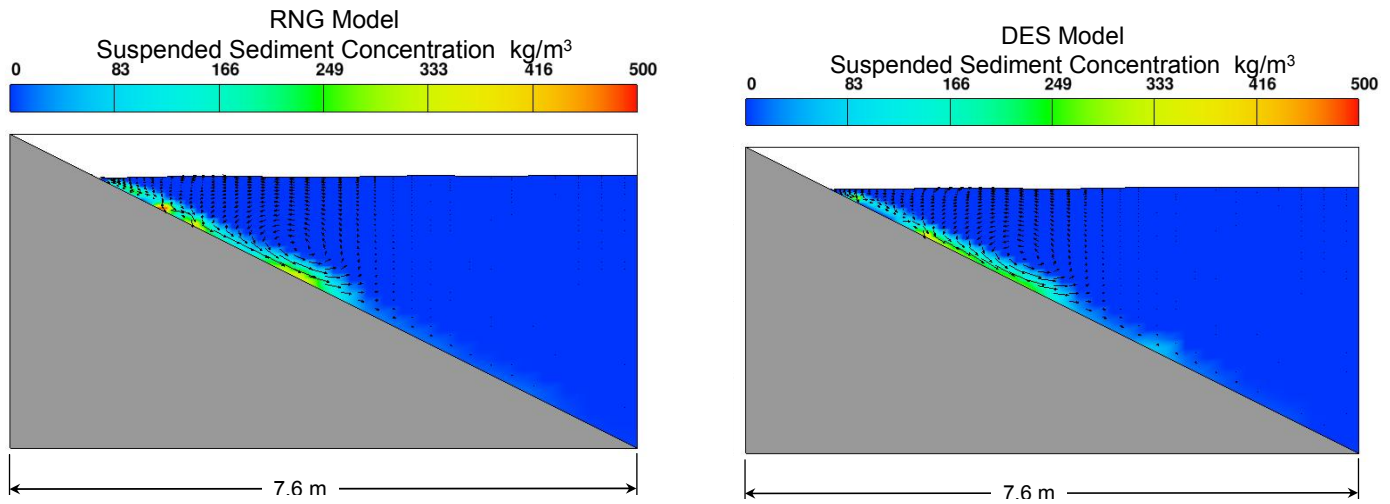 RNG Model
Suspended Sediment Concentration kg/m³
0 83 166 249 333 416 500
7.6 m
DES Model
Suspended Sediment Concentration kg/m³
0 83 166 249 333 416 500
7.6 m